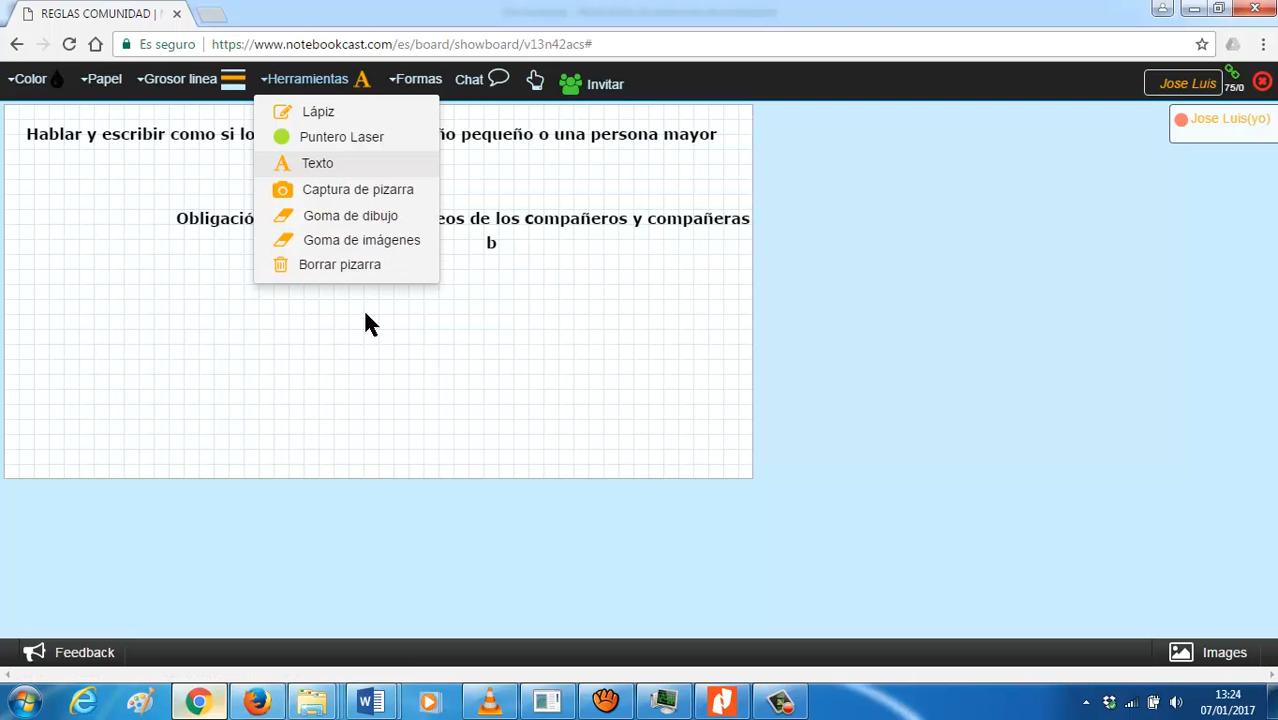 REGLAS COMUNIDAD |
Es seguro
https://www.notebookcast.com/es/board/showboard/v13n42acs#
Color
Papel
Grosor linea
Herramientas A
Formas
Chat
Invitar
Jose Luis
75/0
Jose Luis(yo)
Lápiz
Puntero Laser
A Texto
Captura de pizarra
Goma de dibujo
Goma de imágenes
Borrar pizarra
Hablar y escribir como si lo ño pequeño o una persona mayor
Obligació eos de los compañeros y compañeras
b
Feedback
Images
13:24
07/01/2017